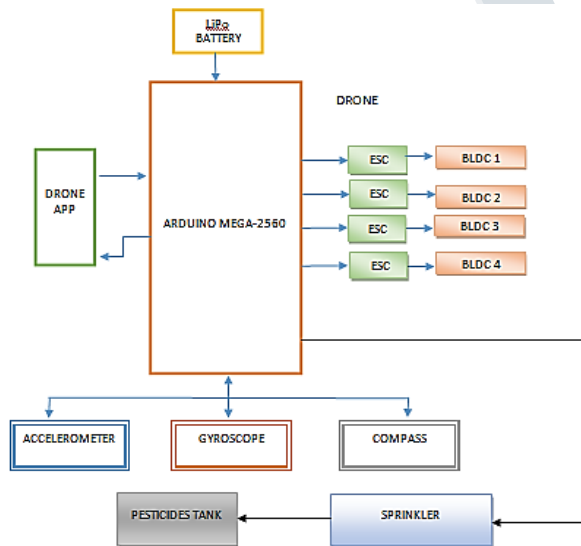 LiPo
BATTERY
DRONE
ESC
BLDC 1
DRONE
APP
ARDUINO MEGA-2560
ESC
BLDC 2
ESC
BLDC 3
ESC
BLDC 4
ACCELEROMETER
GYROSCOPE
COMPASS
PESTICIDES TANK
SPRINKLER